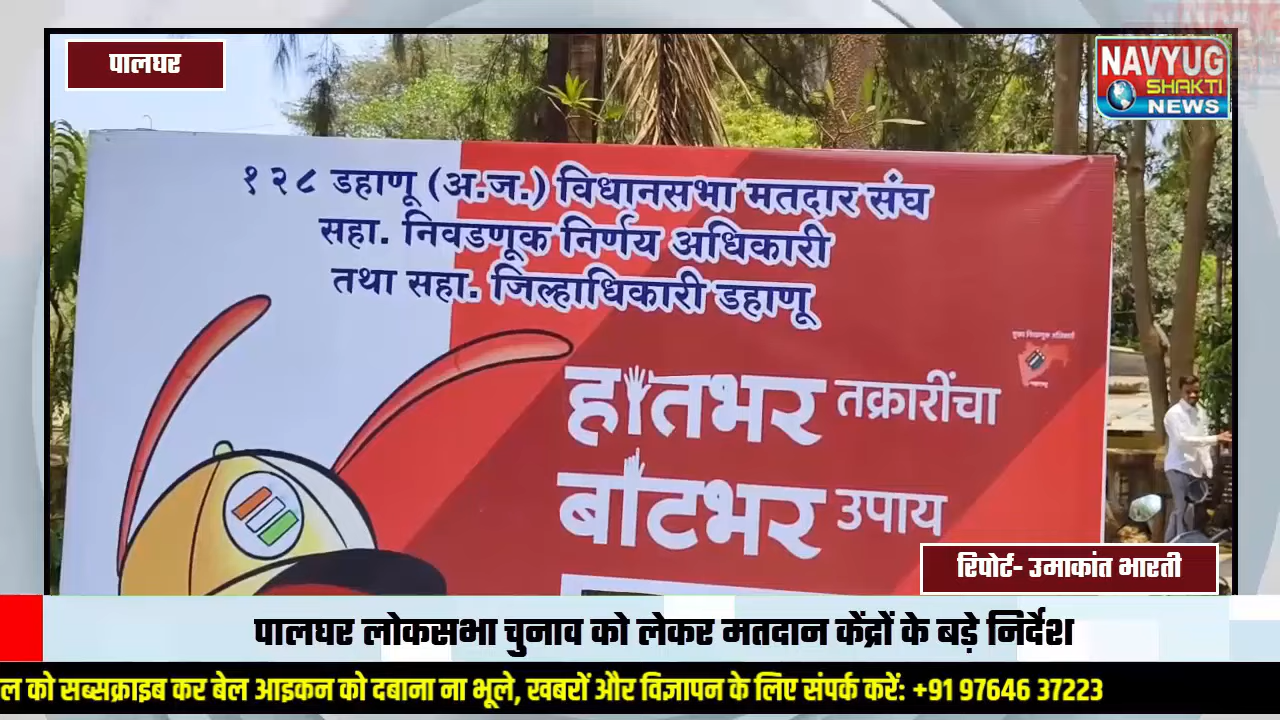 पालघर
NAVYUG
SHAKTI
NEWS
१२८ डहाणू (अ.ज.) विधानसभा मतदार संघ
सहा. निवडणूक निर्णय अधिकारी
तथा सहा. जिल्हाधिकारी डहाणू
हातभर तक्रारींचा
बोटभर उपाय
रिपोर्ट- उमाकांत भारती
पालघर लोकसभा चुनाव को लेकर मतदान केंद्रों के बड़े निर्देश
ल को सब्सक्राइब कर बेल आइकन को दबाना ना भूले, खबरों और विज्ञापन के लिए संपर्क करें: +91 97646 37223